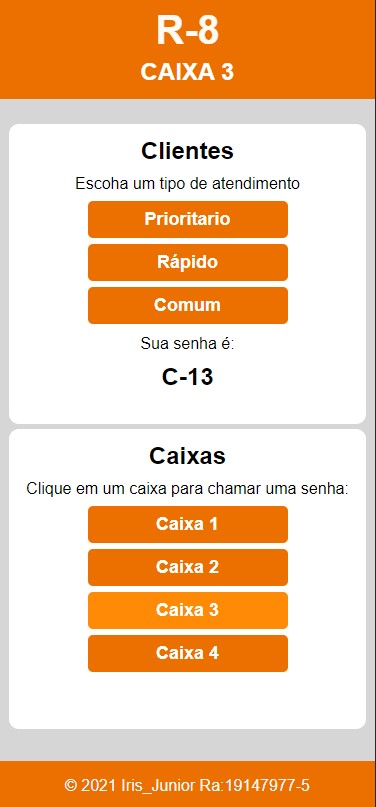 R-8
CAIXA 3
Clientes
Escoha um tipo de atendimento
Prioritario
Rápido
Comum
Sua senha é:
C-13
Caixas
Clique em um caixa para chamar uma senha:
Caixa 1
Caixa 2
Caixa 3
Caixa 4
© 2021 Iris_Junior Ra:19147977-5